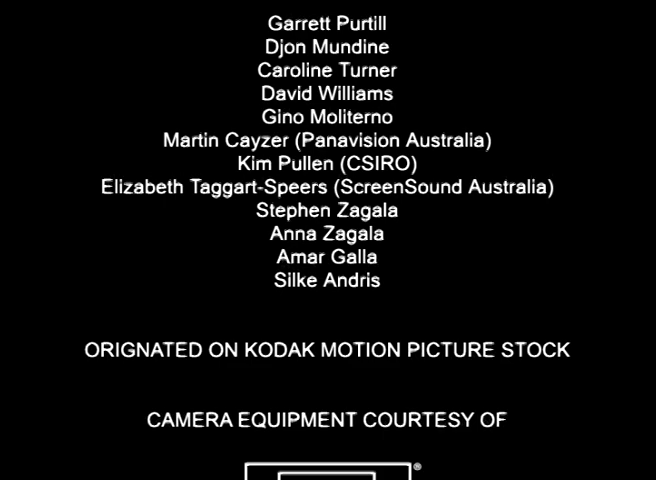 Garrett Purtill
Djon Mundine
Caroline Turner
David Williams
Gino Moliterno
Martin Cayzer (Panavision Australia)
Kim Pullen (CSIRO)
Elizabeth Taggart-Speers (ScreenSound Australia)
Stephen Zagala
Anna Zagala
Amar Galla
Silke Andris
ORIGNATED ON KODAK MOTION PICTURE STOCK
CAMERA EQUIPMENT COURTESY OF
®